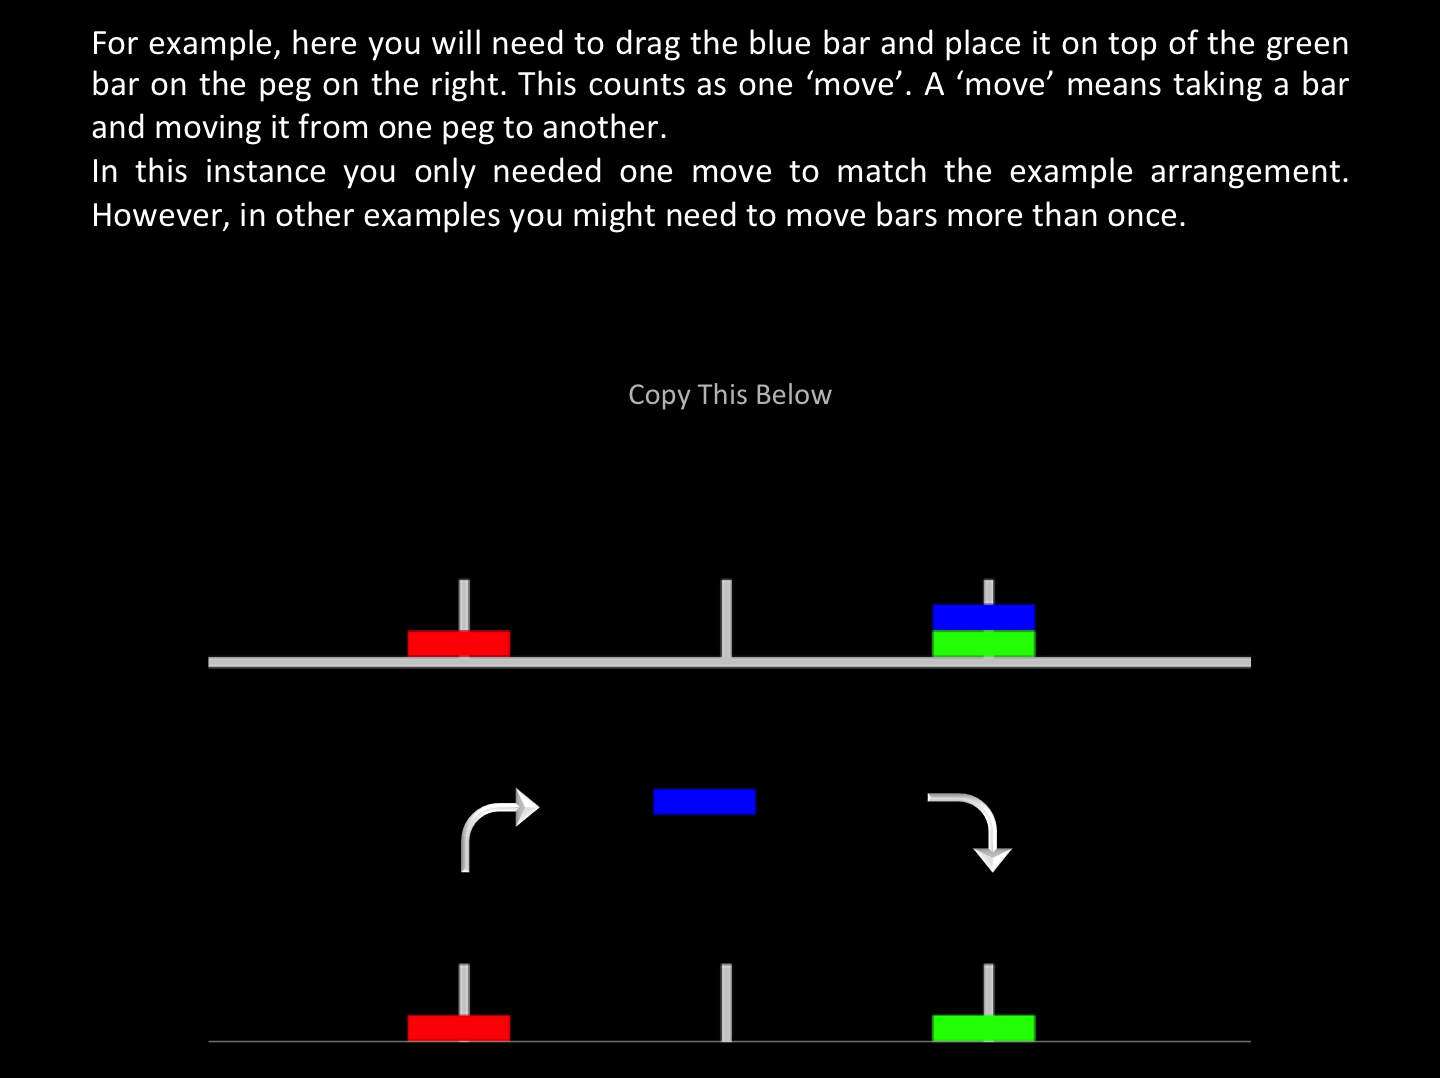 For example, here you will need to drag the blue bar and place it on top of the green
bar on the peg on the right. This counts as one ‘move’. A ‘move’ means taking a bar
and moving it from one peg to another.
In this instance you only needed one move to match the example arrangement.
However, in other examples you might need to move bars more than once.
Copy This Below